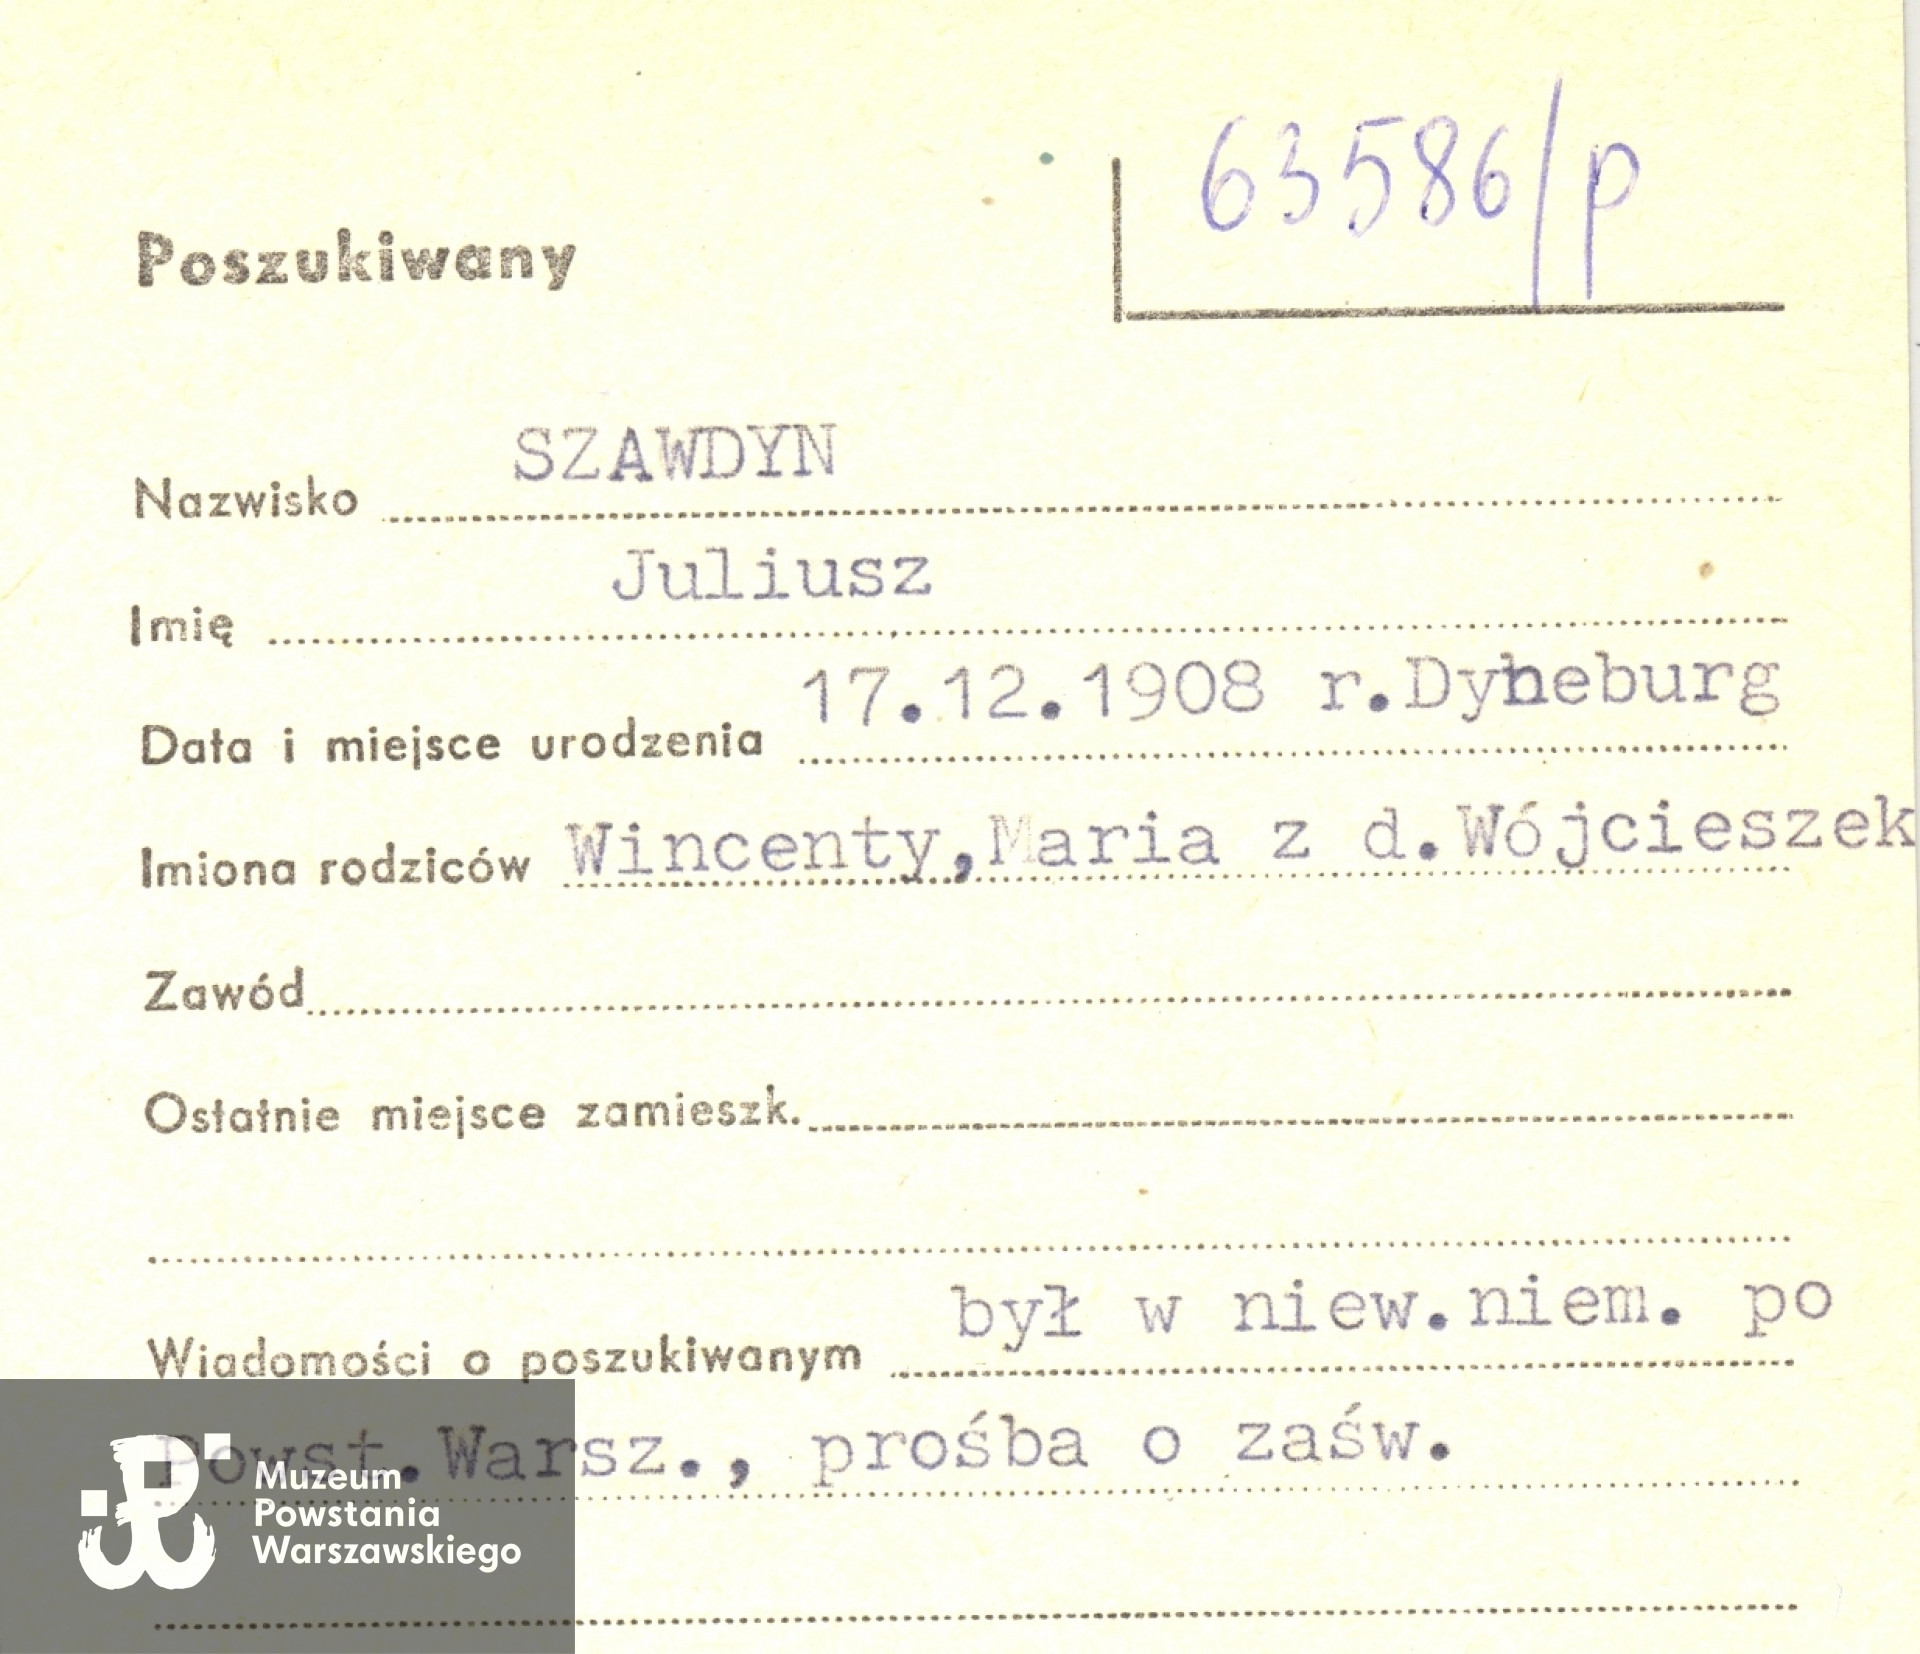 63586/p
Poszukiwany
Nazwisko SZAWDYN
Imię Juliusz
Data i miejsce urodzenia 17.12.1908 r.Dyneburg
Imiona rodziców Wincenty,Maria z d.Wójcieszek
Zawód
Ostatnie miejsce zamieszk.
Wiadomości o poszukiwanym był w niew.niem. po
Powst.Warsz., prośba o zaśw.
Muzeum
Powstania
Warszawskiego